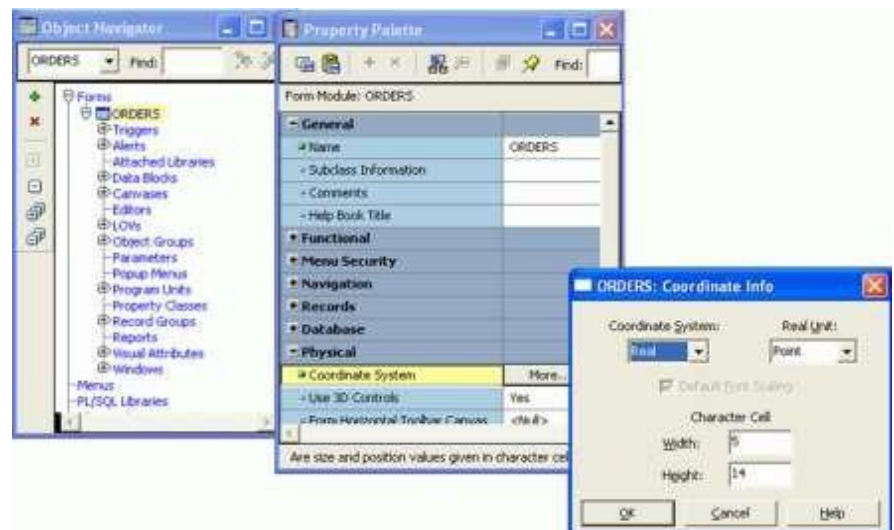 Object Navigator
ORDERS
Find:
Forms
ORDERS
Triggers
Alerts
Attached Libraries
Data Blocks
Canvases
Editors
LOVs
Object Groups
Parameters
Popup Menus
Program Units
Property Classes
Record Groups
Reports
Visual Attributes
Windows
Menus
PL/SQL Libraries
Property Palette
Find:
Form Module: ORDERS
General
Name ORDERS
Subclass Information
Comments
Help Book Title
Functional
Menu Security
Navigation
Records
Database
Physical
Coordinate System More...
Use 3D Controls Yes
Form Horizontal Toolbar Canvas <Null>
Are size and position values given in character cel
ORDERS: Coordinate Info
Coordinate System: Real Unit:
Real Point
Default Font Scaling
Character Cell
Width: 5
Height: 14
OK Cancel Help